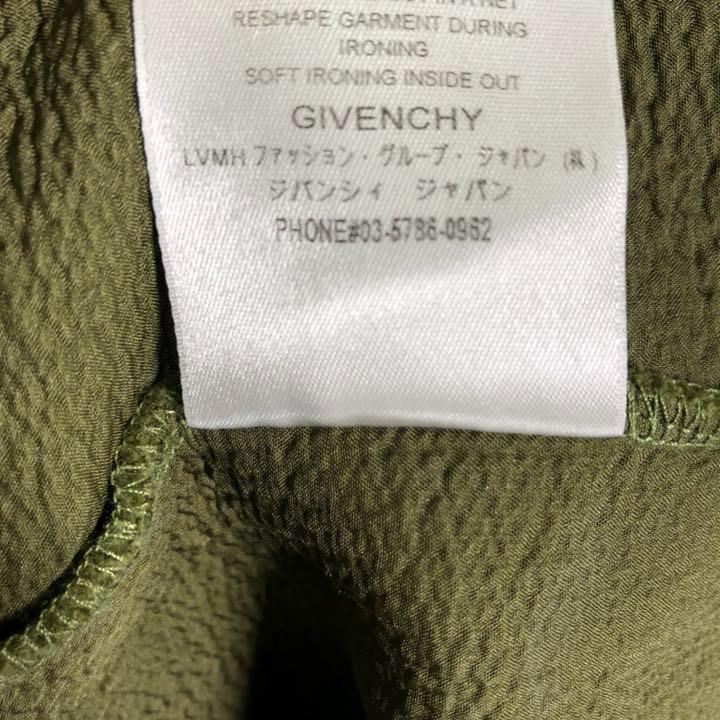 RESHAPE GARMENT DURING
IRONING
SOFT IRONING INSIDE OUT
GIVENCHY
LVMH ファッション・グループ・ジャパン (株)
ジバンシィ ジャパン
PHONE#03-5786-0962